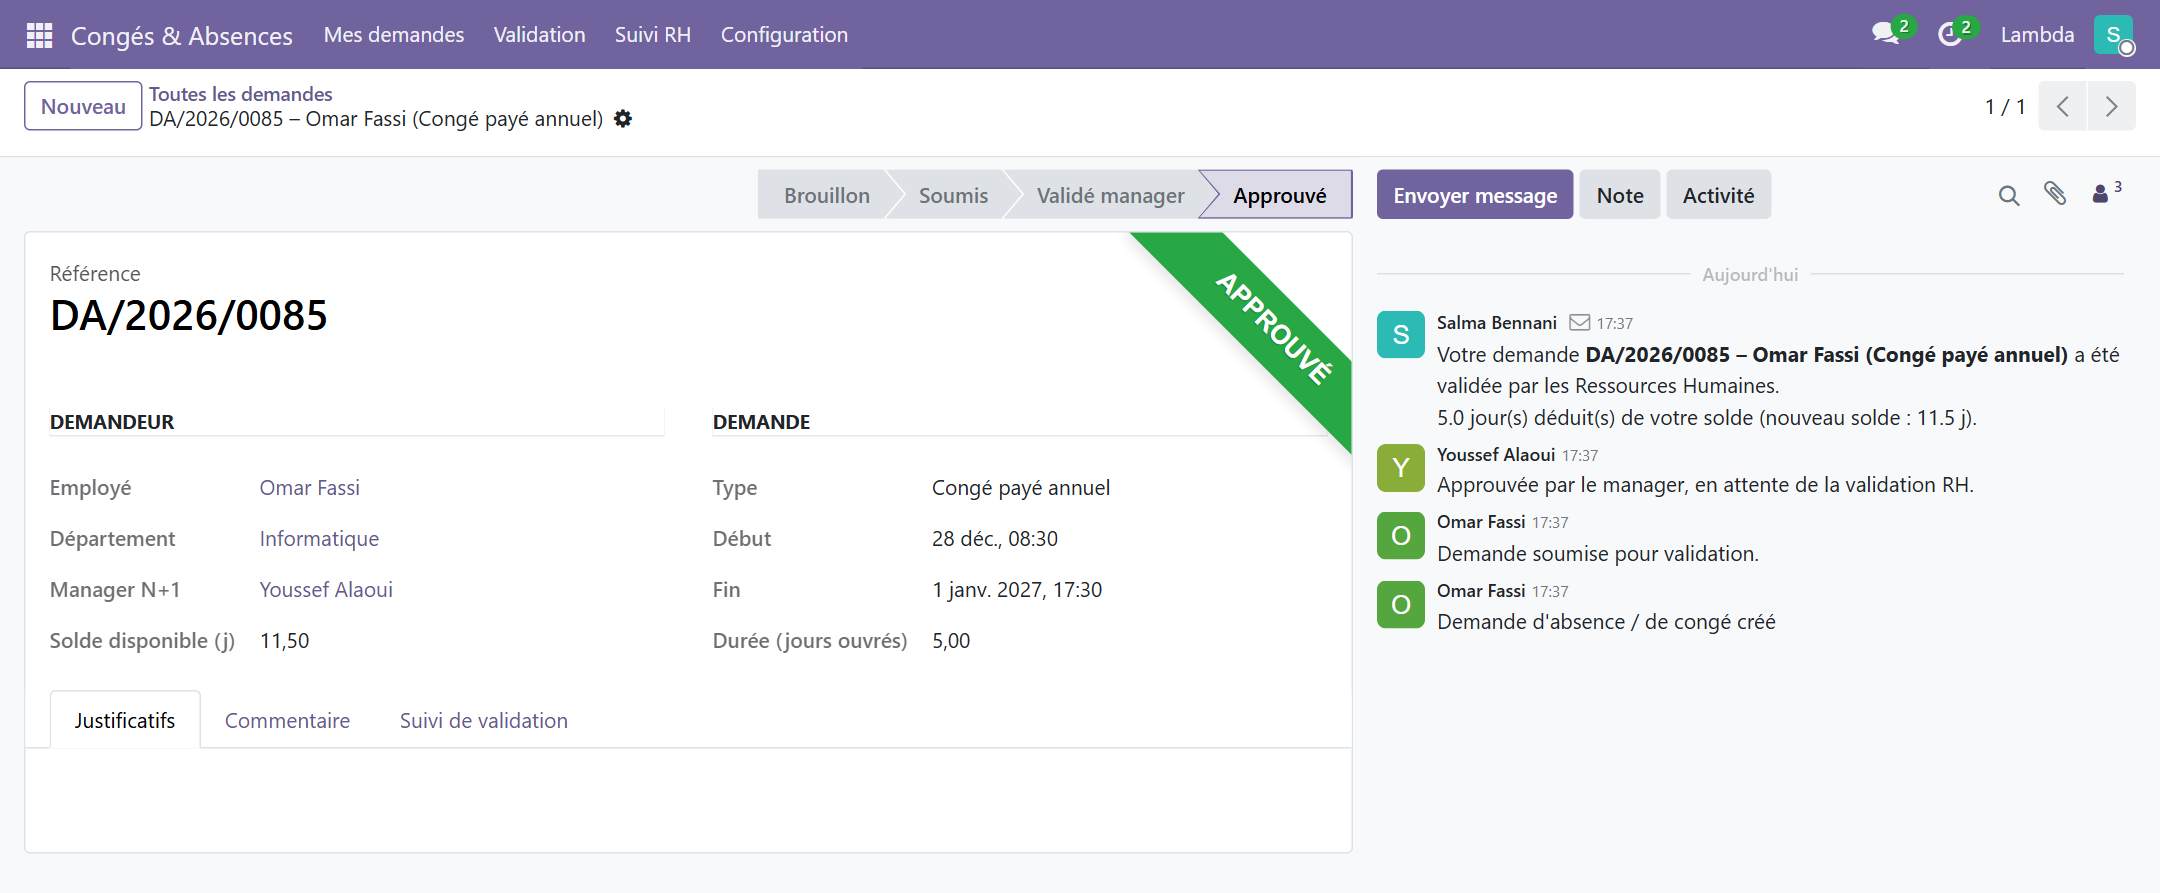 Congés & Absences Mes demandes Validation Suivi RH Configuration 2 2 Lambda S
Nouveau
Toutes les demandes
DA/2026/0085 – Omar Fassi (Congé payé annuel)
1 / 1
Brouillon Soumis Validé manager Approuvé
Envoyer message Note Activité 3
Référence
DA/2026/0085
APPROUVÉ
DEMANDEUR
Employé Omar Fassi
Département Informatique
Manager N+1 Youssef Alaoui
Solde disponible (j) 11,50
DEMANDE
Type Congé payé annuel
Début 28 déc., 08:30
Fin 1 janv. 2027, 17:30
Durée (jours ouvrés) 5,00
Justificatifs Commentaire Suivi de validation
Aujourd'hui
S
Salma Bennani 17:37
Votre demande DA/2026/0085 – Omar Fassi (Congé payé annuel) a été
validée par les Ressources Humaines.
5.0 jour(s) déduit(s) de votre solde (nouveau solde : 11.5 j).
Y
Youssef Alaoui 17:37
Approuvée par le manager, en attente de la validation RH.
O
Omar Fassi 17:37
Demande soumise pour validation.
O
Omar Fassi 17:37
Demande d'absence / de congé créé